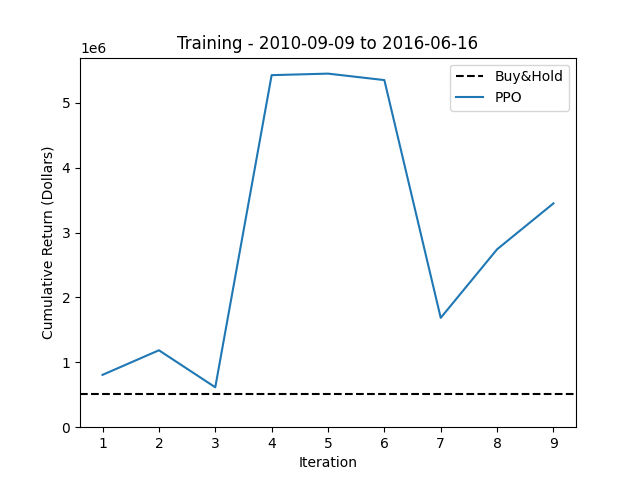 Training - 2010-09-09 to 2016-06-16
1e6
Buy&Hold
PPO
5
4
3
2
1
0
Cumulative Return (Dollars)
1 2 3 4 5 6 7 8 9
Iteration